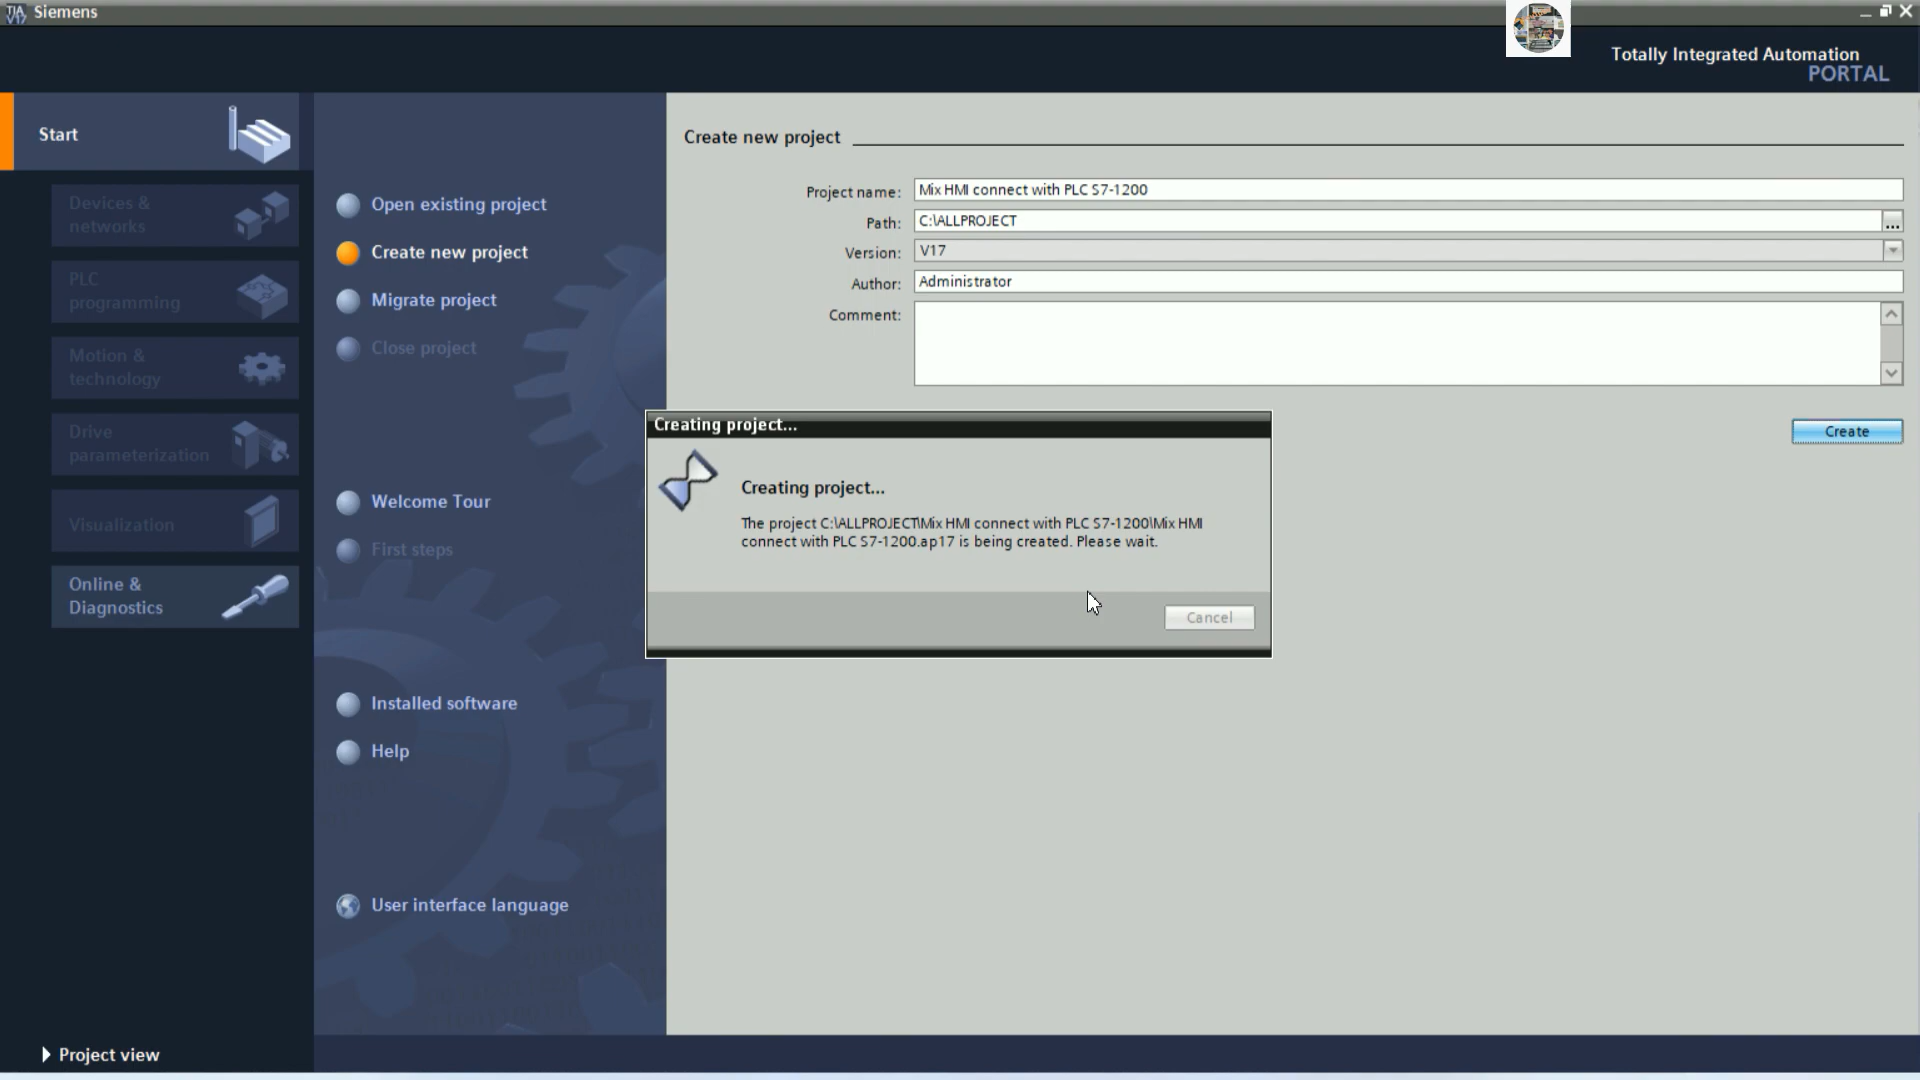 TIA
V17
Siemens
Totally Integrated Automation
PORTAL
Start
Devices &
networks
PLC
programming
Motion &
technology
Drive
parameterization
Visualization
Online &
Diagnostics
Open existing project
Create new project
Migrate project
Close project
Welcome Tour
First steps
Installed software
Help
User interface language
Create new project
Project name: Mix HMI connect with PLC S7-1200
Path: C:\ALLPROJECT
...
Version: V17
Author: Administrator
Comment:
Create
Creating project...
Creating project...
The project C:\ALLPROJECT\Mix HMI connect with PLC S7-1200\Mix HMI
connect with PLC S7-1200.ap17 is being created. Please wait.
Cancel
Project view